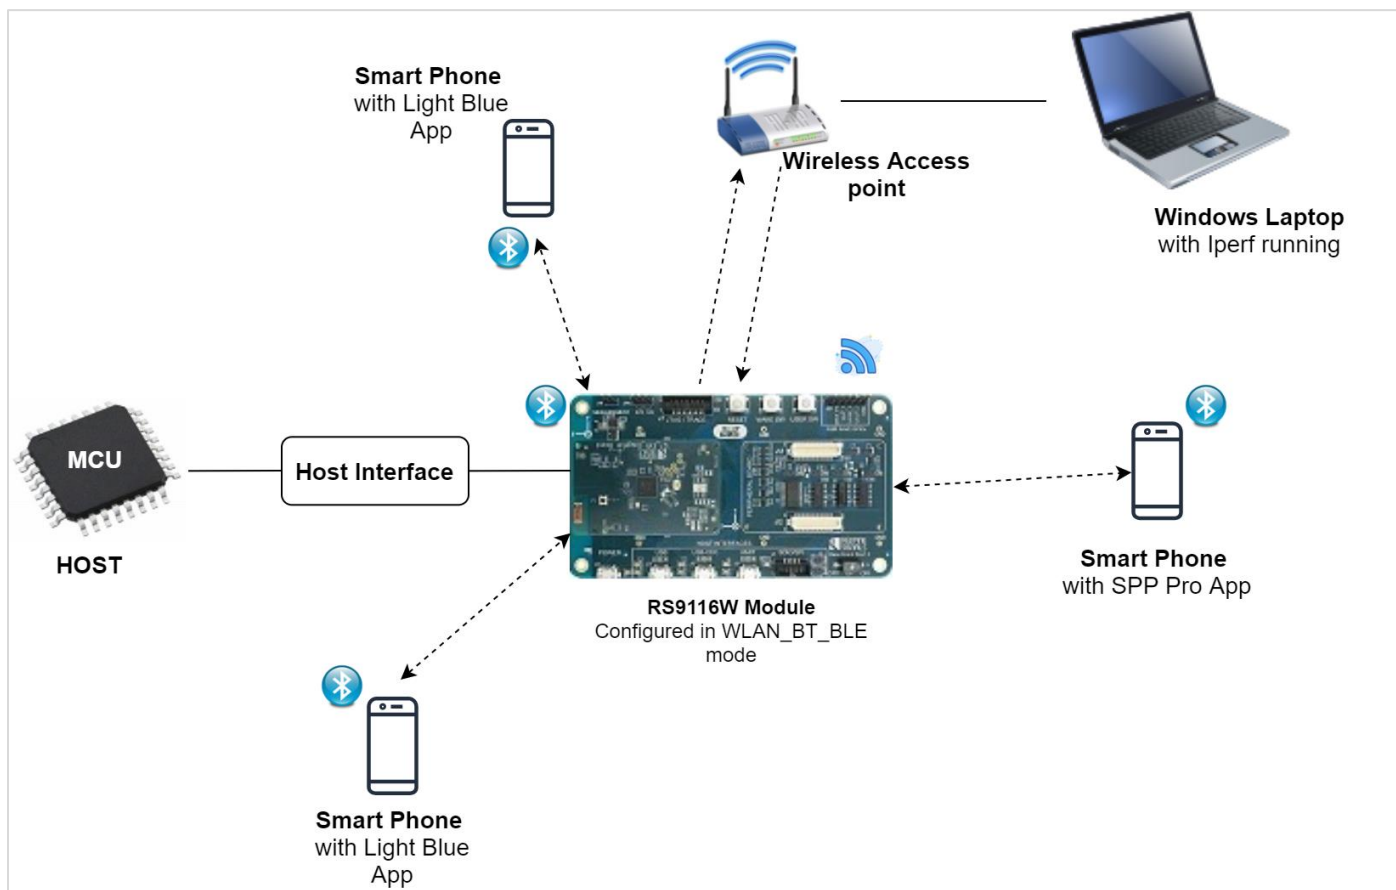 Smart Phone
with Light Blue
App
Wireless Access
point
Windows Laptop
with Iperf running
MCU
HOST
Host Interface
RS9116W Module
Configured in WLAN_BT_BLE
mode
Smart Phone
with SPP Pro App
Smart Phone
with Light Blue
App